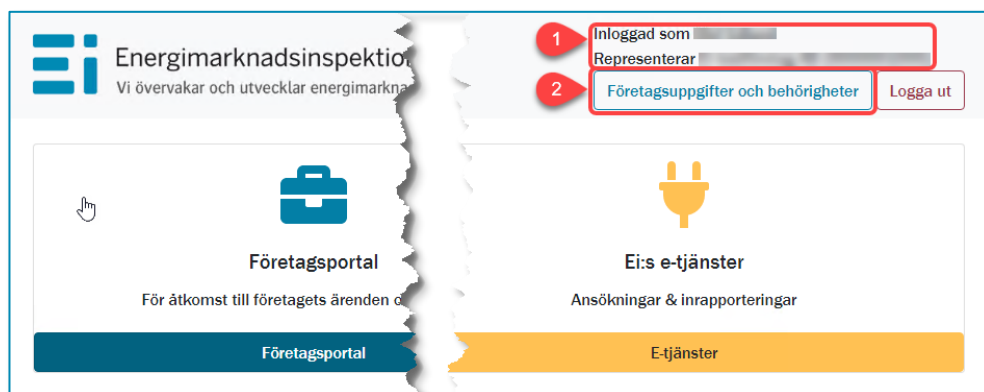 Ei
Energimarknadsinspektio
Vi övervakar och utvecklar energimarkna
1
Inloggad som
Representerar
2
Företagsuppgifter och behörigheter
Logga ut
Företagsportal
För åtkomst till företagets ärenden o
Företagsportal
Ei:s e-tjänster
Ansökningar & inrapporteringar
E-tjänster